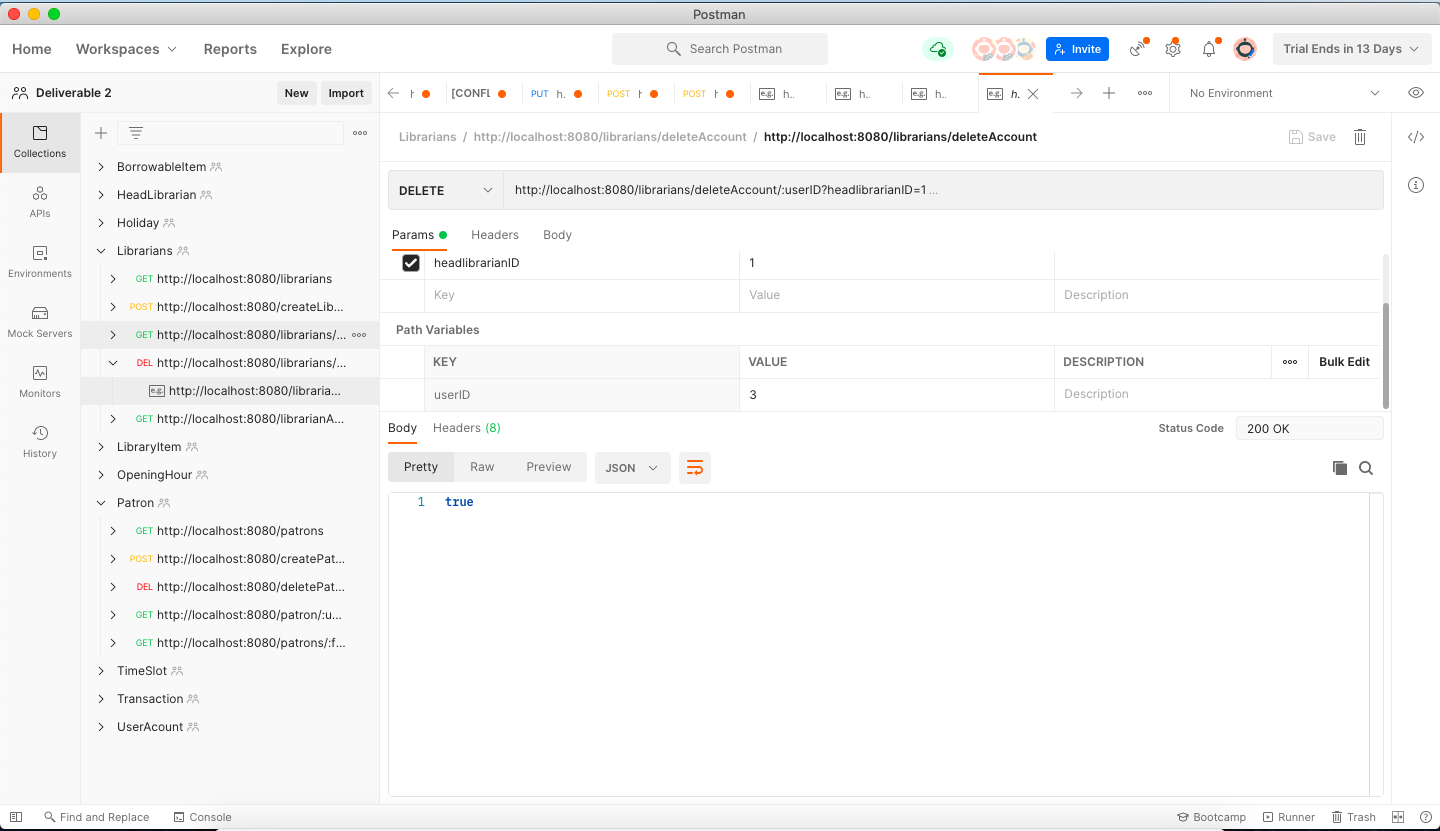 Postman
Home Workspaces Reports Explore Search Postman Invite Trial Ends in 13 Days
Deliverable 2 New Import [CONFL PUT h. POST POST e.g. h.. e.g. h.. e.g. h.. e.g. h. No Environment
Collections
APIs
Environments
Mock Servers
Monitors
History
BorrowableItem
HeadLibrarian
Holiday
Librarians
GET http://localhost:8080/librarians
POST http://localhost:8080/createLib...
GET http://localhost:8080/librarians/...
DEL http://localhost:8080/librarians/...
e.g. http://localhost:8080/libraria...
GET http://localhost:8080/librarianA...
LibraryItem
OpeningHour
Patron
GET http://localhost:8080/patrons
POST http://localhost:8080/createPat...
DEL http://localhost:8080/deletePat...
GET http://localhost:8080/patron/:u...
GET http://localhost:8080/patrons/:f...
TimeSlot
Transaction
UserAcount
Librarians / http://localhost:8080/librarians/deleteAccount / http://localhost:8080/librarians/deleteAccount Save
DELETE http://localhost:8080/librarians/deleteAccount/:userID?headlibrarianID=1 ...
Params Headers Body
headlibrarianID 1
Key Value Description
Path Variables
KEY VALUE DESCRIPTION Bulk Edit
userID 3 Description
Body Headers (8) Status Code 200 OK
Pretty Raw Preview JSON
1 true
Find and Replace Console Bootcamp Runner Trash